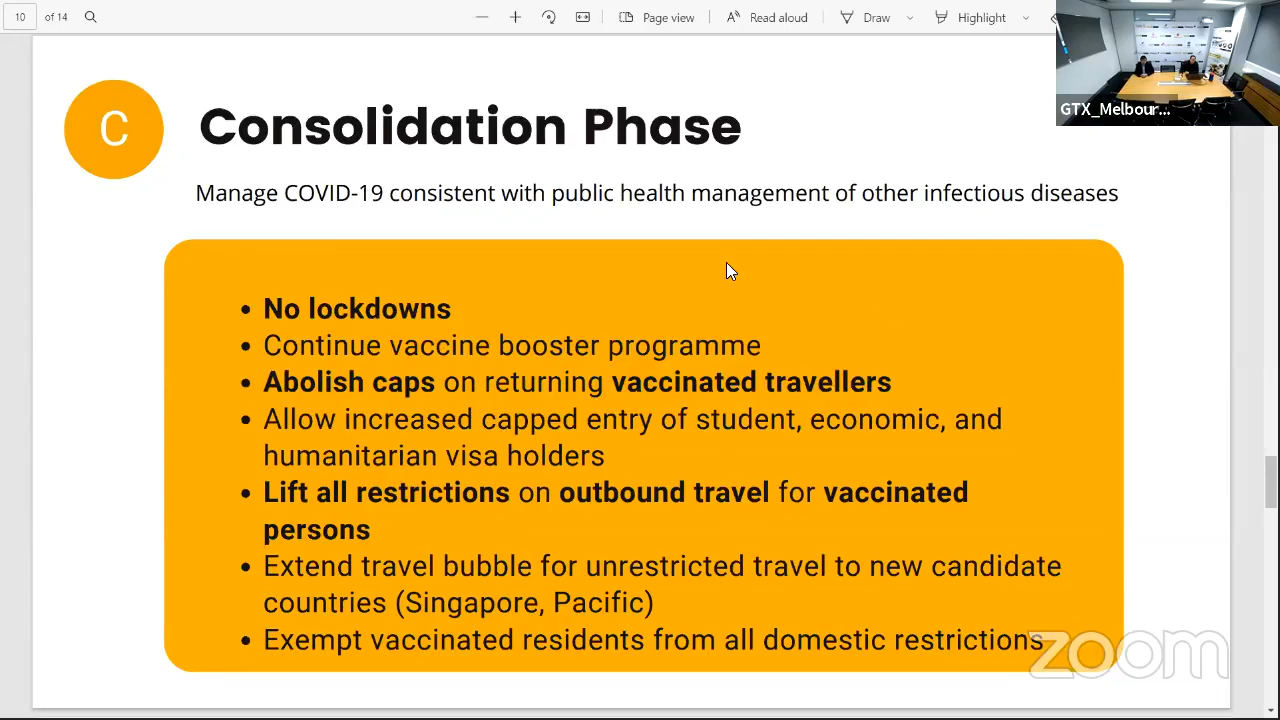 10 of 14
Page view
Read aloud
Draw
Highlight
GTX_Melbour...
C
Consolidation Phase
Manage COVID-19 consistent with public health management of other infectious diseases
• No lockdowns
• Continue vaccine booster programme
• Abolish caps on returning vaccinated travellers
• Allow increased capped entry of student, economic, and
humanitarian visa holders
• Lift all restrictions on outbound travel for vaccinated
persons
• Extend travel bubble for unrestricted travel to new candidate
countries (Singapore, Pacific)
• Exempt vaccinated residents from all domestic restrictions
zoom